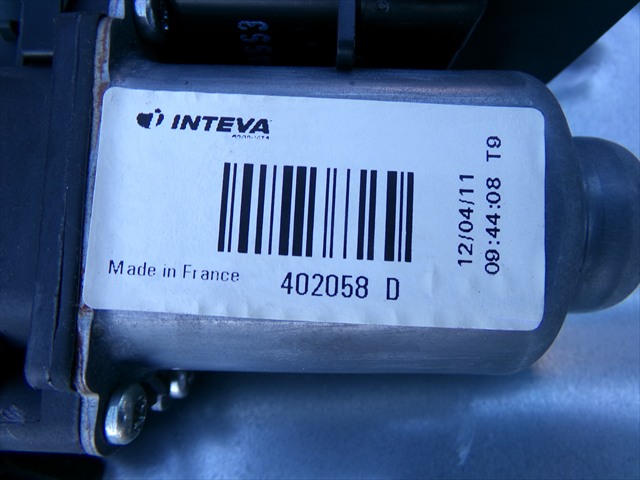 INTEVA
Made in France
402058 D
12/04/11
09:44:08 T9